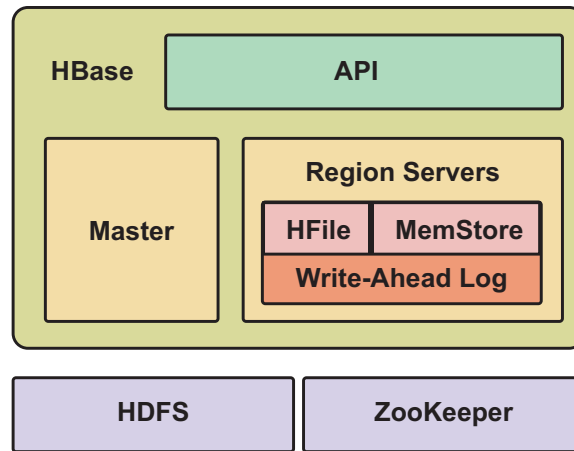 HBase
API
Master
Region Servers
HFile
MemStore
Write-Ahead Log
HDFS
ZooKeeper